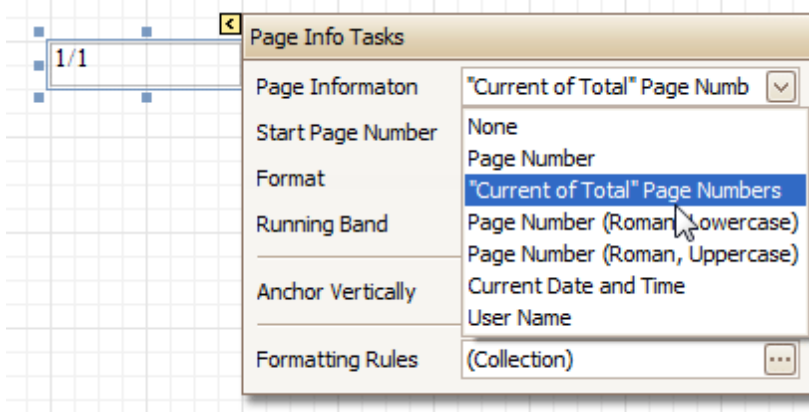 1/1
Page Info Tasks
Page Informaton "Current of Total" Page Numb
Start Page Number
Format
Running Band
Anchor Vertically
None
Page Number
"Current of Total" Page Numbers
Page Number (Roman, Lowercase)
Page Number (Roman, Uppercase)
Current Date and Time
User Name
Formatting Rules (Collection)